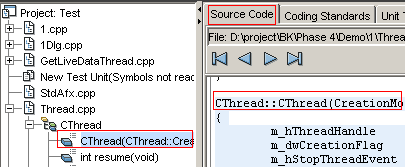 Project: Test
1.cpp
1Dlg.cpp
GetLiveDataThread.cpp
New Test Unit(Symbols not read
StdAfx.cpp
Thread.cpp
CThread
CThread(CThread::Crea
int resume(void)
Source Code Coding Standards Unit T
File: D:\project\BK\Phase 4\Demo\1\Threa
CThread::CThread(CreationMo
{
m_hThreadHandle
m_dwCreationFlag
m_hStopThreadEvent